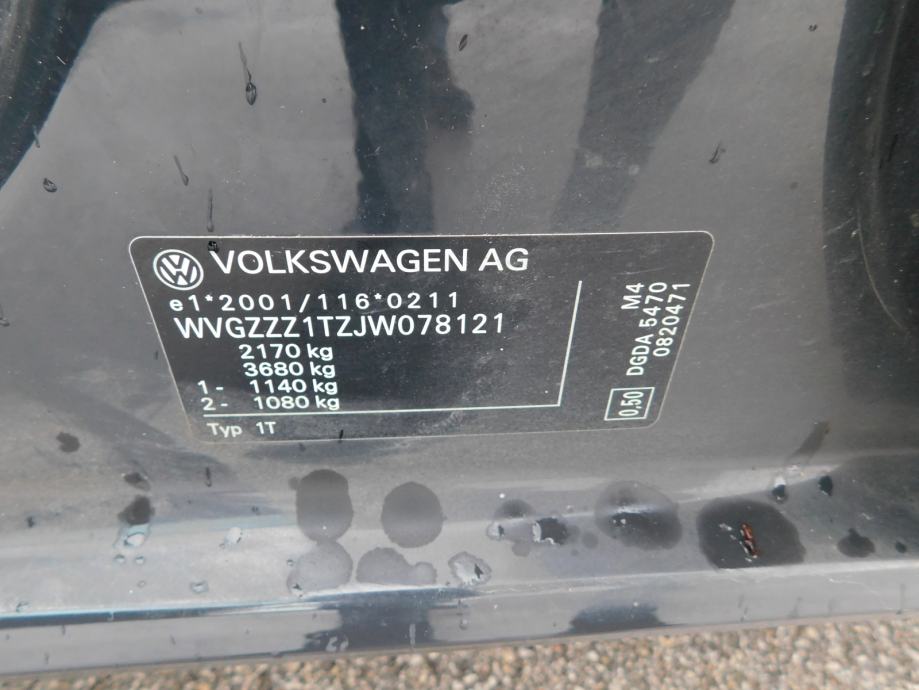 VOLKSWAGEN AG
e1*2001/116*0211
WVGZZZ1TZJW078121
2170 kg
3680 kg
1- 1140 kg
2- 1080 kg
Typ 1T
M4
DGDA 5470
0820471
0,50